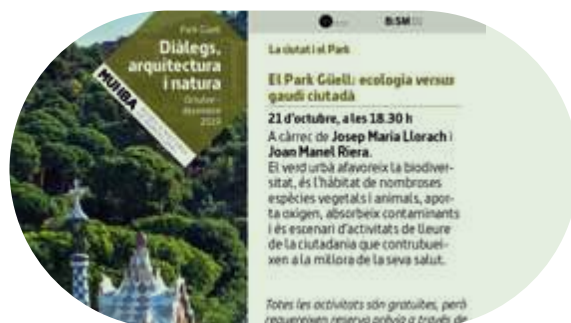 Park Güell
Diàlegs,
arquitectura
i natura
Octubre -
desembre
MUHBA
B:SM
La ciutat i el Park
El Park Güell: ecologia versus
gaudi ciutadà
21 d'octubre, a les 18.30 h
A càrrec de Josep Maria Llorach i
Joan Manel Riera.
El verd urbà afavoreix la biodiver-
sitat, és l'hàbitat de nombroses
espècies vegetals i animals, apor-
ta oxigen, absorbeix contaminants
i és escenari d'activitats de lleure
de la ciutadania que contrubuei-
xen a la millora de la seva salut.
Totes les activitats són gratuïtes, però
requereixen reserva prèvia a través de